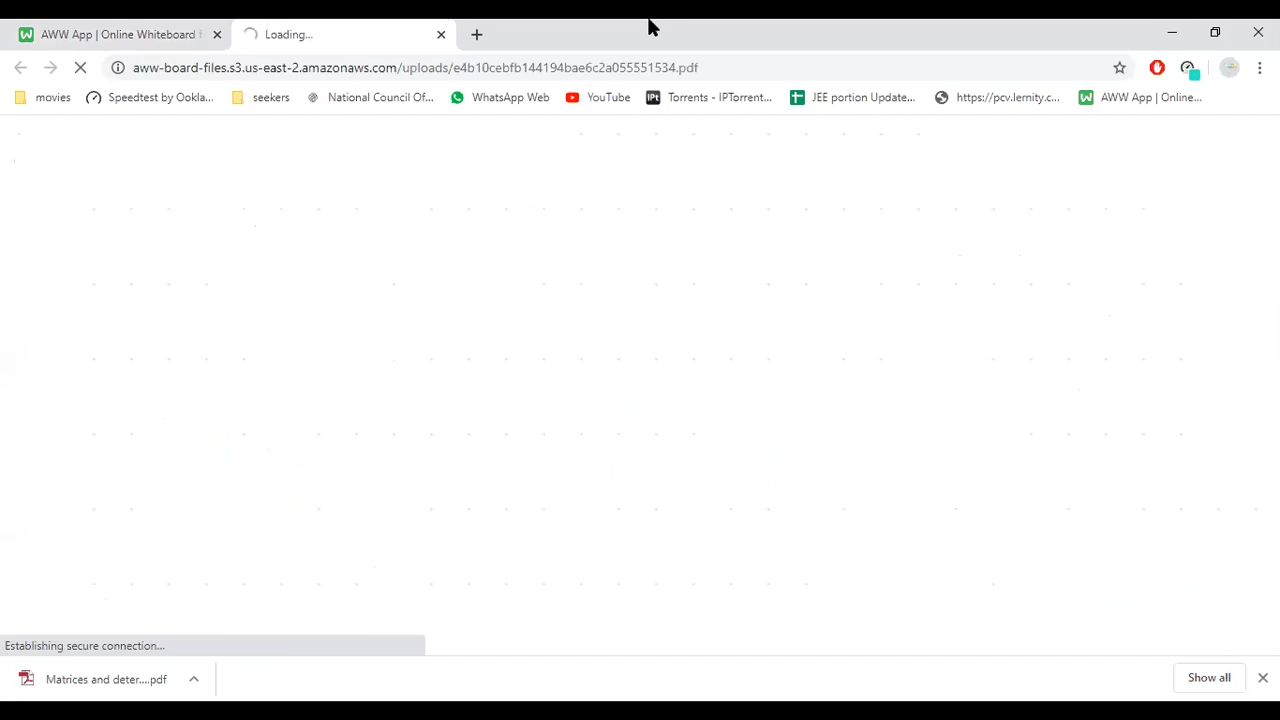 AWW App | Online Whiteboard f
Loading...
aww-board-files.s3.us-east-2.amazonaws.com/uploads/e4b10cebfb144194bae6c2a055551534.pdf
movies Speedtest by Ookla... seekers National Council Of... WhatsApp Web YouTube Torrents - IPTorrent... JEE portion Update... https://pcv.lernity.c... AWW App | Online...
Establishing secure connection...
Matrices and deter....pdf
Show all